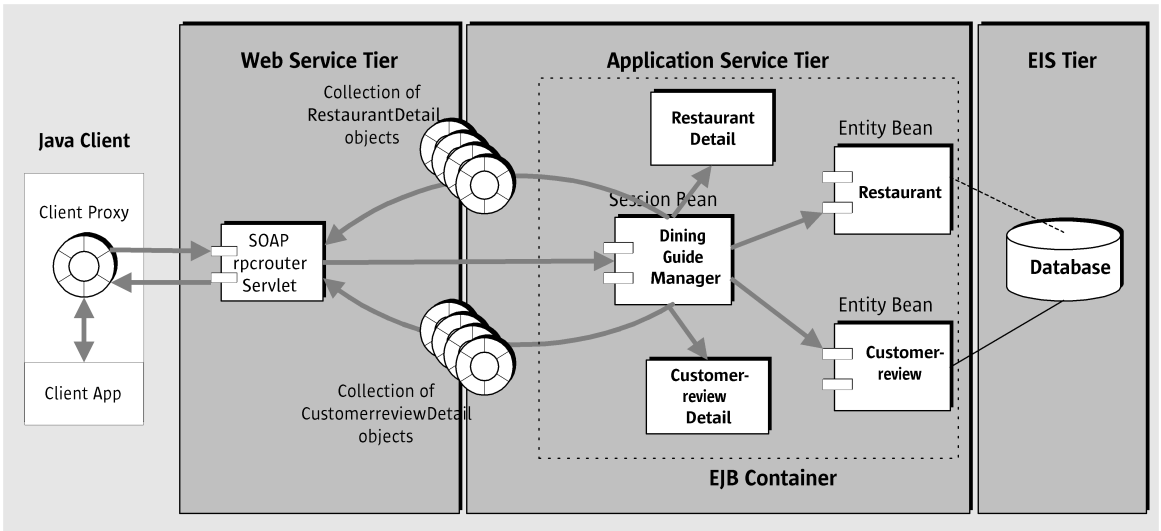 Web Service Tier
Application Service Tier
EIS Tier
Collection of
RestaurantDetail
objects
Java Client
Client Proxy
Client App
SOAP
rpcrouter
Servlet
Collection of
CustomerreviewDetail
objects
Restaurant
Detail
Session Bean
Dining
Guide
Manager
Customer-
review
Detail
Entity Bean
Restaurant
Entity Bean
Customer-
review
EJB Container
Database